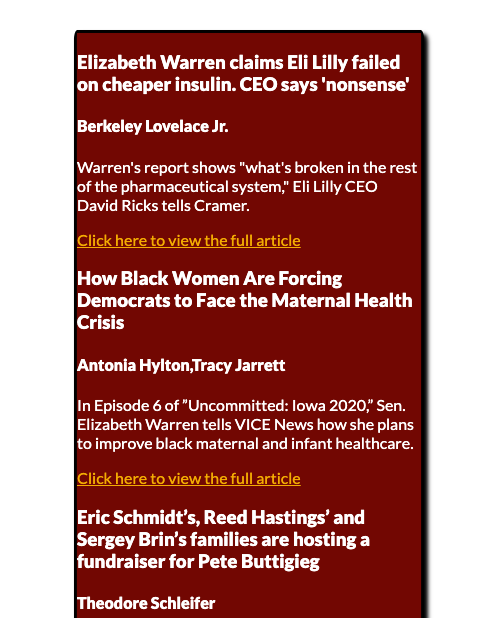 Elizabeth Warren claims Eli Lilly failed
on cheaper insulin. CEO says 'nonsense'
Berkeley Lovelace Jr.
Warren's report shows "what's broken in the rest
of the pharmaceutical system," Eli Lilly CEO
David Ricks tells Cramer.
Click here to view the full article
How Black Women Are Forcing
Democrats to Face the Maternal Health
Crisis
Antonia Hylton,Tracy Jarrett
In Episode 6 of ”Uncommitted: Iowa 2020,” Sen.
Elizabeth Warren tells VICE News how she plans
to improve black maternal and infant healthcare.
Click here to view the full article
Eric Schmidt’s, Reed Hastings’ and
Sergey Brin’s families are hosting a
fundraiser for Pete Buttigieg
Theodore Schleifer